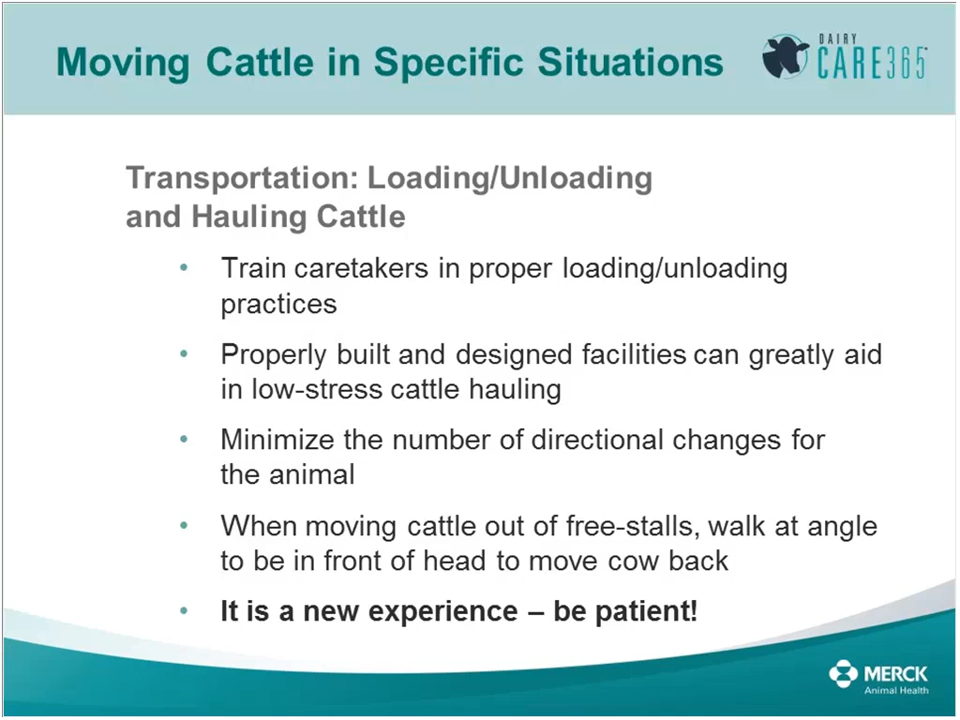 Moving Cattle in Specific Situations
DAIRY
CARE365™
Transportation: Loading/Unloading
and Hauling Cattle
• Train caretakers in proper loading/unloading
practices
• Properly built and designed facilities can greatly aid
in low-stress cattle hauling
• Minimize the number of directional changes for
the animal
• When moving cattle out of free-stalls, walk at angle
to be in front of head to move cow back
• It is a new experience – be patient!
MERCK
Animal Health